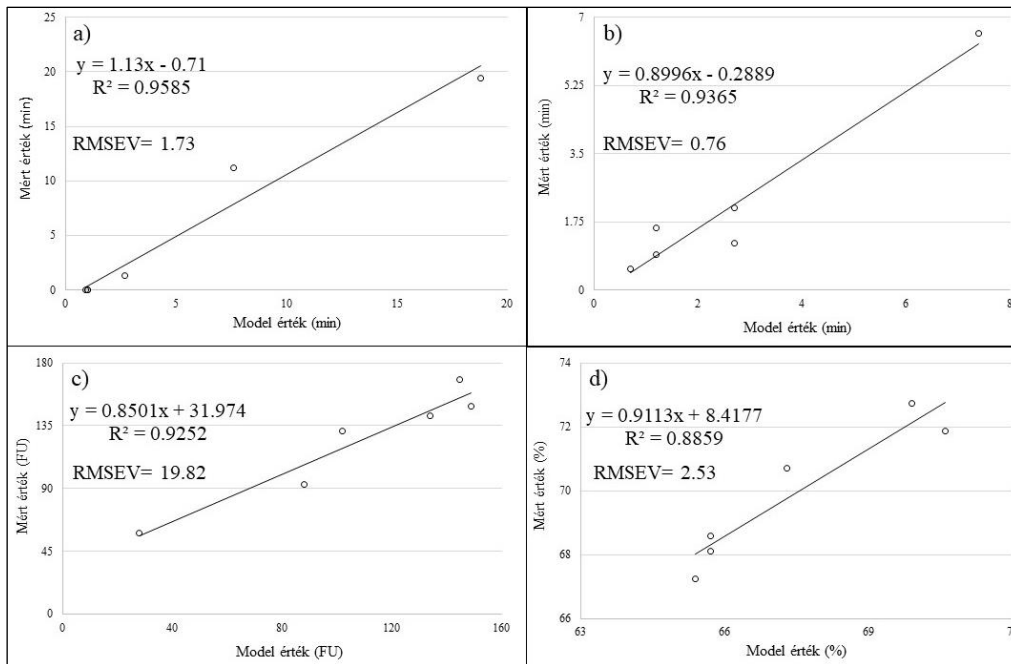 a)
y = 1.13x - 0.71
R² = 0.9585
RMSEV= 1.73
25
20
15
10
5
0
0
5
10
15
20
Mért érték (min)
Model érték (min)
b)
y = 0.8996x - 0.2889
R² = 0.9365
RMSEV= 0.76
7
5.25
3.5
1.75
0
0
2
4
6
8
Mért érték (min)
Model érték (min)
c)
y = 0.8501x + 31.974
R² = 0.9252
RMSEV= 19.82
180
135
90
45
0
0
40
80
120
160
Mért érték (FU)
Model érték (FU)
d)
y = 0.9113x + 8.4177
R² = 0.8859
RMSEV= 2.53
74
72
70
68
66
63
66
69
Mért érték (%)
Model érték (%)